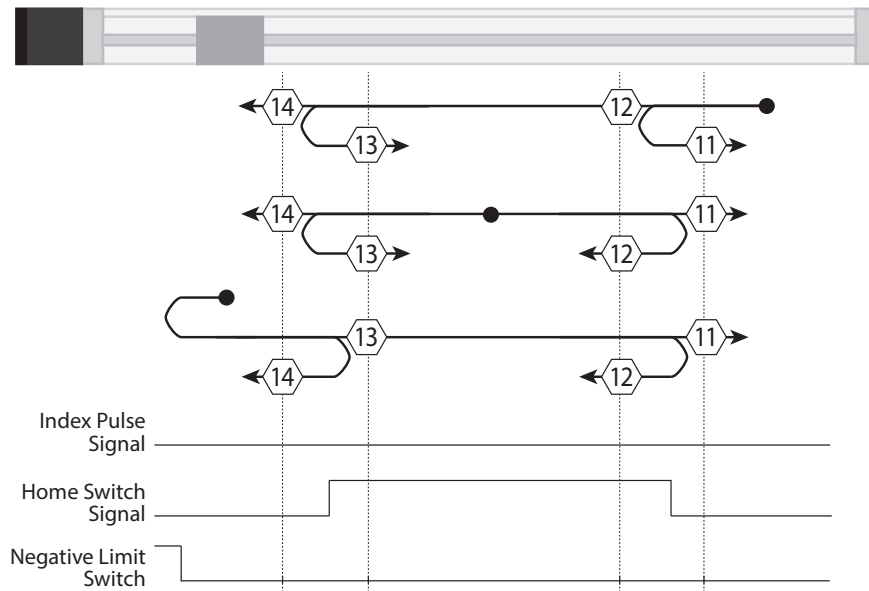 14 12
13 11
14 11
13 12
13 11
14 12
Index Pulse
Signal
Home Switch
Signal
Negative Limit
Switch